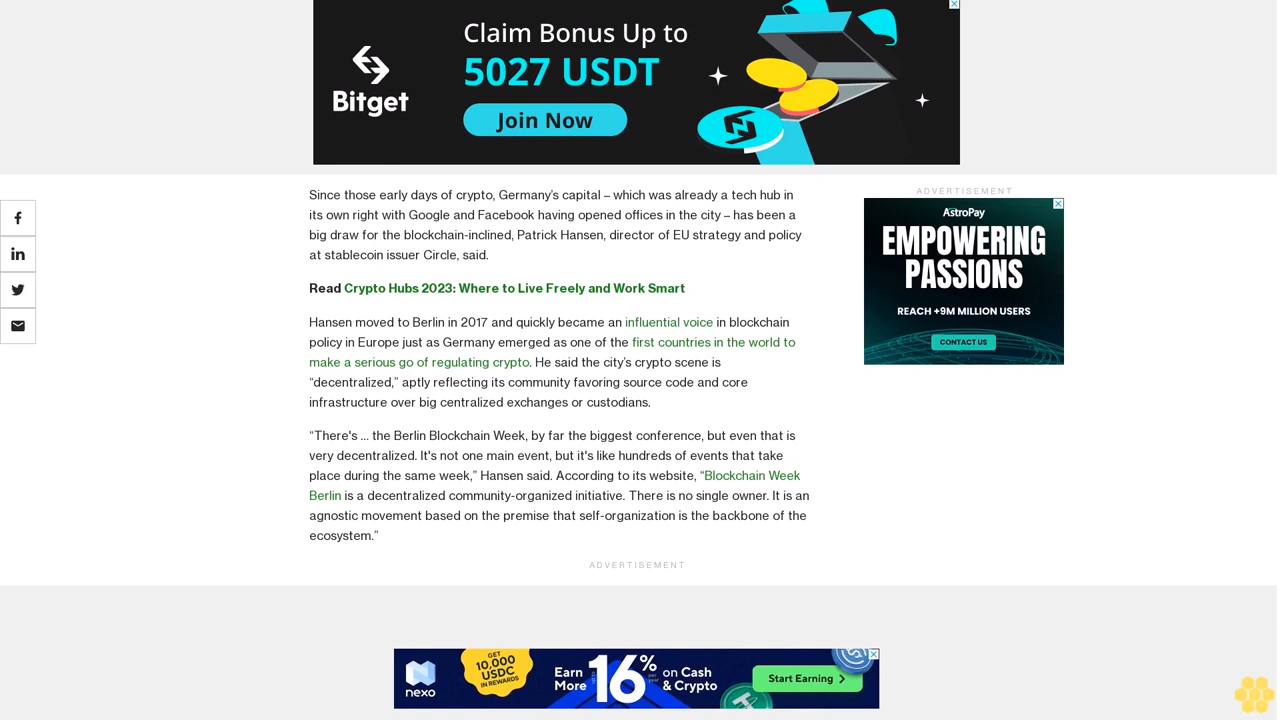 Claim Bonus Up to
5027 USDT
Bitget
Join Now
Since those early days of crypto, Germany’s capital – which was already a tech hub in
its own right with Google and Facebook having opened offices in the city – has been a
big draw for the blockchain-inclined, Patrick Hansen, director of EU strategy and policy
at stablecoin issuer Circle, said.
Read Crypto Hubs 2023: Where to Live Freely and Work Smart
Hansen moved to Berlin in 2017 and quickly became an influential voice in blockchain
policy in Europe just as Germany emerged as one of the first countries in the world to
make a serious go of regulating crypto. He said the city’s crypto scene is
“decentralized,” aptly reflecting its community favoring source code and core
infrastructure over big centralized exchanges or custodians.
“There's ... the Berlin Blockchain Week, by far the biggest conference, but even that is
very decentralized. It's not one main event, but it's like hundreds of events that take
place during the same week,” Hansen said. According to its website, “Blockchain Week
Berlin is a decentralized community-organized initiative. There is no single owner. It is an
agnostic movement based on the premise that self-organization is the backbone of the
ecosystem.”
ADVERTISEMENT
AstroPay
EMPOWERING
PASSIONS
REACH +9M MILLION USERS
CONTACT US
ADVERTISEMENT
nexo
GET
10,000
USDC
IN REWARDS
Earn
More
up to
16%
per
year
on Cash
& Crypto
Start Earning